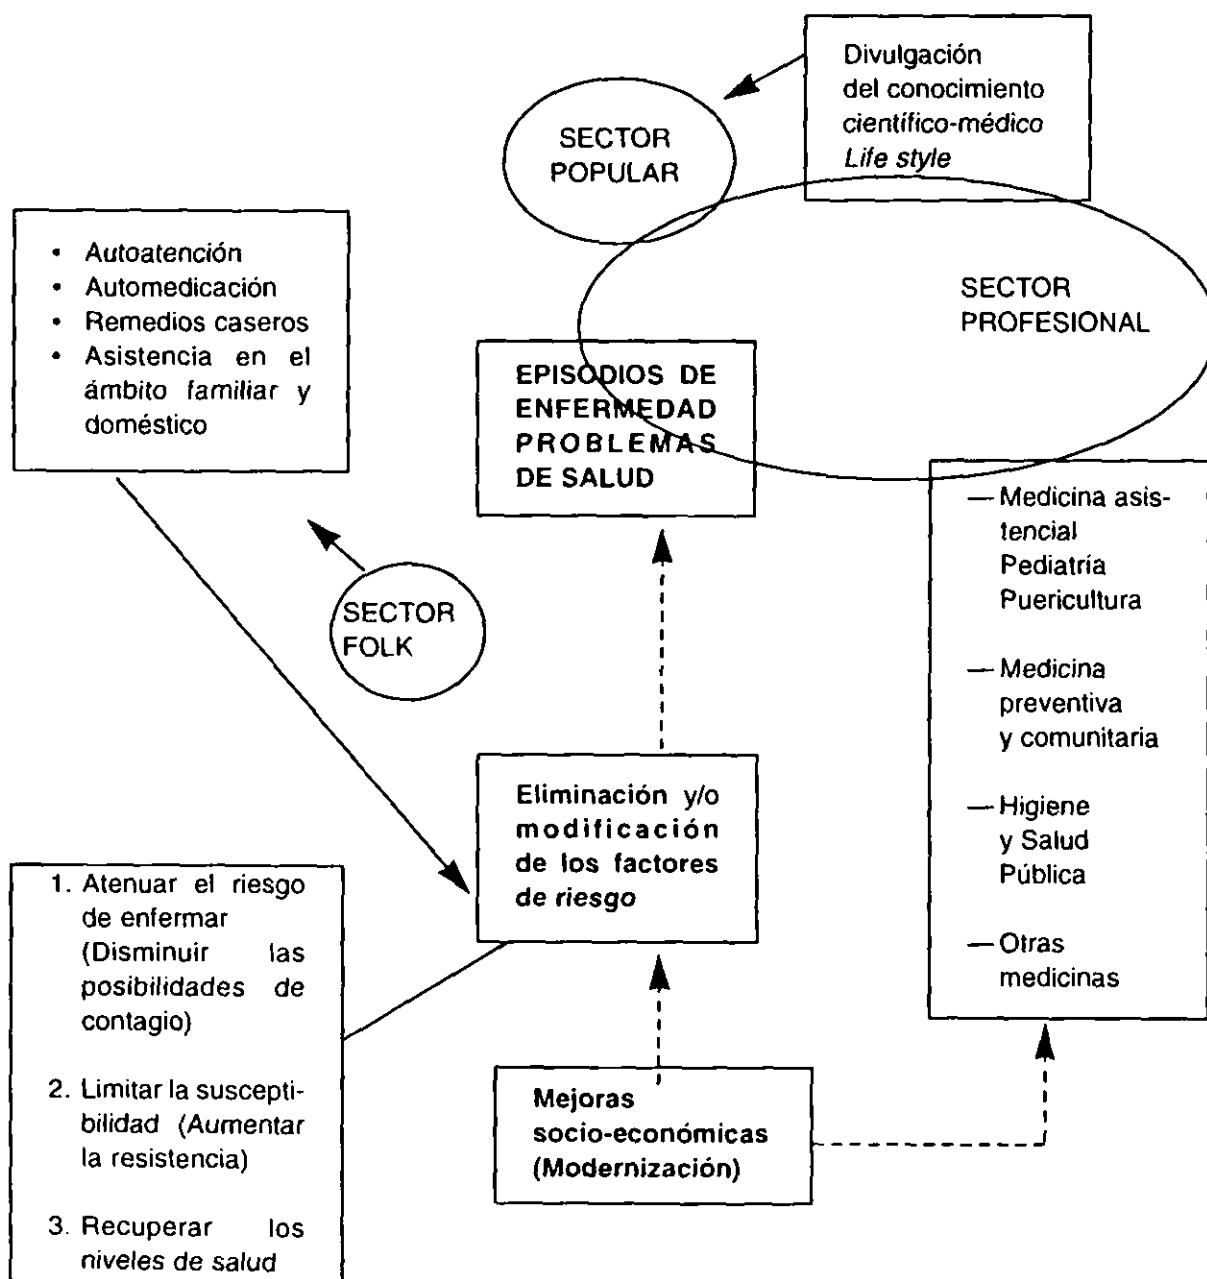 Divulgación
del conocimiento
científico-médico
Life style
SECTOR
POPULAR
• Autoatención
• Automedicación
• Remedios caseros
• Asistencia en el
ámbito familiar y
doméstico
SECTOR
PROFESIONAL
EPISODIOS DE
ENFERMEDAD
PROBLEMAS
DE SALUD
— Medicina asis-
tencial
Pediatría
Puericultura
— Medicina
preventiva
y comunitaria
— Higiene
y Salud
Pública
— Otras
medicinas
SECTOR
FOLK
Eliminación y/o
modificación
de los factores
de riesgo
1. Atenuar el riesgo
de enfermar
(Disminuir las
posibilidades de
contagio)
2. Limitar la suscepti-
bilidad (Aumentar
la resistencia)
3. Recuperar los
niveles de salud
Mejoras
socio-económicas
(Modernización)